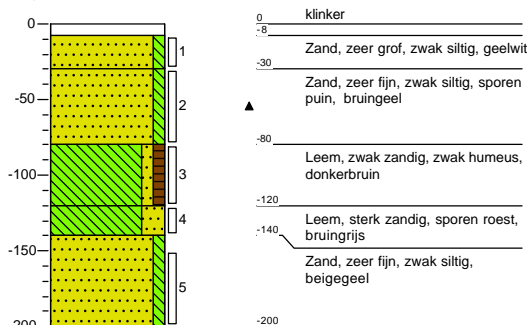 0
klinker
-8
Zand, zeer grof, zwak siltig, geelwit
1
-30
Zand, zeer fijn, zwak siltig, sporen
puin, bruingeel
-50
2
-80
Leem, zwak zandig, zwak humeus,
donkerbruin
-100
3
-120
Leem, sterk zandig, sporen roest,
bruingrijs
4
-140
Zand, zeer fijn, zwak siltig,
beigegeel
-150
5
-200
-200
0